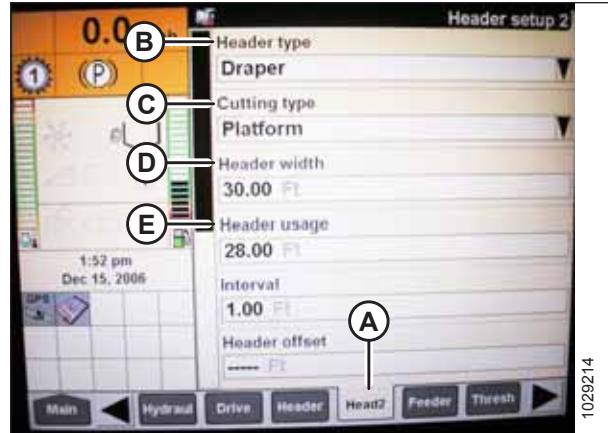 Header setup 2
0.0
B
Header type
Draper
1
(P)
C
Cutting type
Platform
D
Header width
30.00 Ft
E
Header usage
28.00 Ft
1:52 pm
Dec 15, 2006
Interval
1.00 Ft
GPS
A
Header offset
----- Ft
Main
Hydraul
Drive
Header
Head2
Feeder
Thresh
1029214